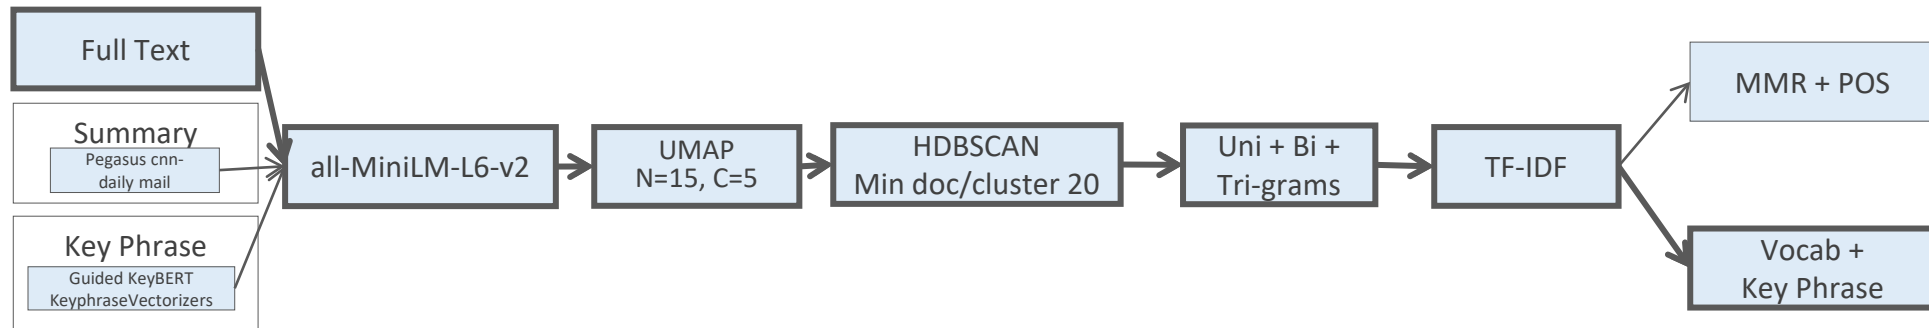 Full Text
Summary
Pegasus cnn-
daily mail
Key Phrase
Guided KeyBERT
KeyphraseVectorizers
all-MiniLM-L6-v2
UMAP
N=15, C=5
HDBSCAN
Min doc/cluster 20
Uni + Bi +
Tri-grams
TF-IDF
MMR + POS
Vocab +
Key Phrase